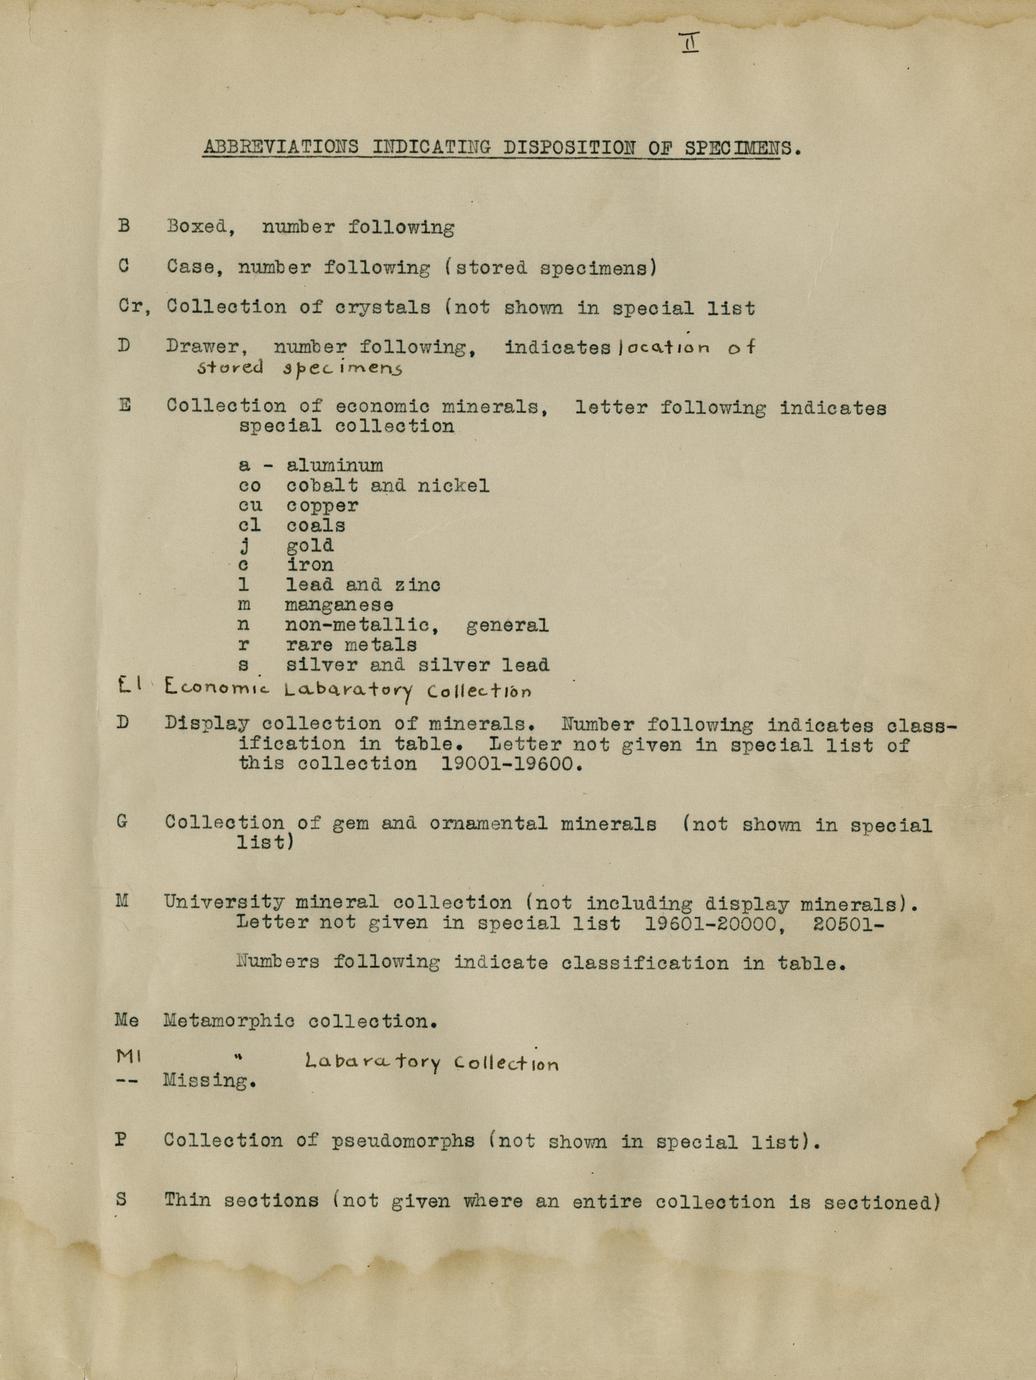 II
ABBREVIATIONS INDICATING DISPOSITION OF SPECIMENS.
B Boxed, number following
C Case, number following (stored specimens)
Cr, Collection of crystals (not shown in special list
D Drawer, number following, indicates location of
stored specimens
E Collection of economic minerals, letter following indicates
special collection
a - aluminum
co cobalt and nickel
cu copper
cl coals
j gold
c iron
l lead and zinc
m manganese
n non-metallic, general
r rare metals
s silver and silver lead
El Economic Labaratory Collection
D Display collection of minerals. Number following indicates class-
ification in table. Letter not given in special list of
this collection 19001-19600.
G Collection of gem and ornamental minerals (not shown in special
list)
M University mineral collection (not including display minerals).
Letter not given in special list 19601-20000, 20501-
Numbers following indicate classification in table.
Me Metamorphic collection.
Ml " Labaratory Collection
-- Missing.
P Collection of pseudomorphs (not shown in special list).
S Thin sections (not given where an entire collection is sectioned)